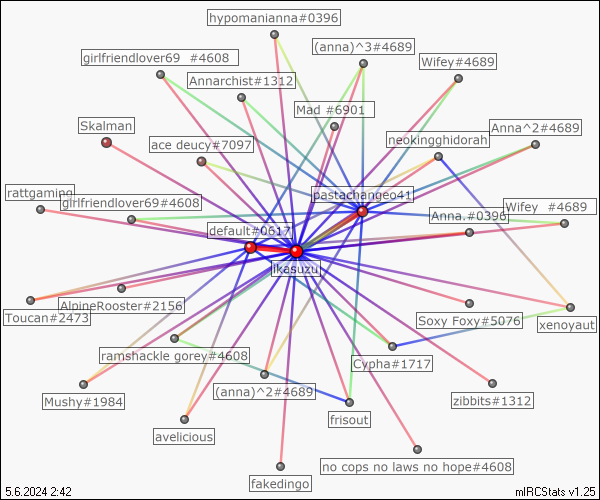 hypomanianna#0396
(anna)^3#4689
girlfriendlover69 #4608
Wifey#4689
Annarchist#1312
Mad #6901
Skalman
Anna^2#4689
neokingghidorah
ace deucy#7097
rattgaming
pastachangeo41
girlfriendlover69#4608
Wifey #4689
Anna.#0396
default#0617
ikasuzu
AlpineRooster#2156
Toucan#2473
Soxy Foxy#5076
xenoyaut
ramshackle gorey#4608
Cypha#1717
Mushy#1984
(anna)^2#4689
zibbits#1312
frisout
avelicious
no cops no laws no hope#4608
fakedingo
5.6.2024 2:42
mIRCStats v1.25